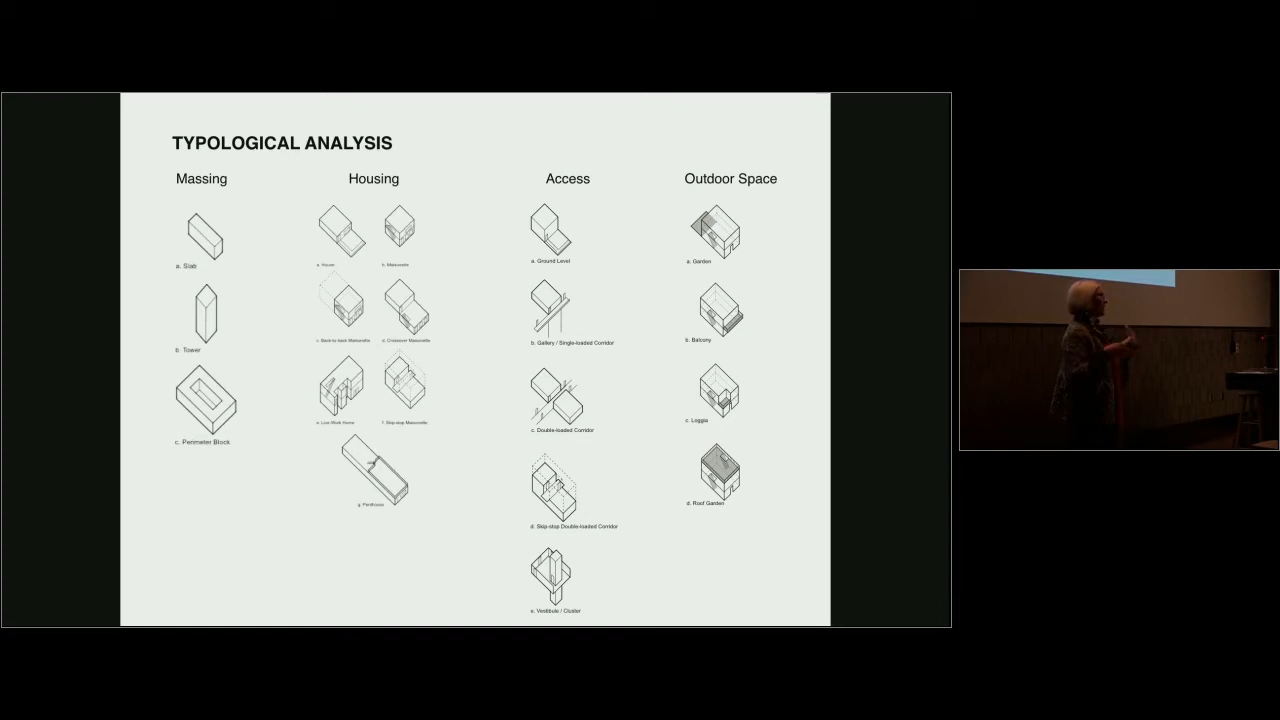 TYPOLOGICAL ANALYSIS
Massing
Housing
Access
Outdoor Space
a. Slab
b. Tower
c. Perimeter Block
a. House
b. Maisonette
c. Back-to-back Maisonette
d. Crossover Maisonette
e. Live-Work Home
f. Skip-stop Maisonette
g. Penthouse
a. Ground Level
b. Gallery / Single-loaded Corridor
c. Double-loaded Corridor
d. Skip-stop Double-loaded Corridor
e. Vestibule / Cluster
a. Garden
b. Balcony
c. Loggia
d. Roof Garden